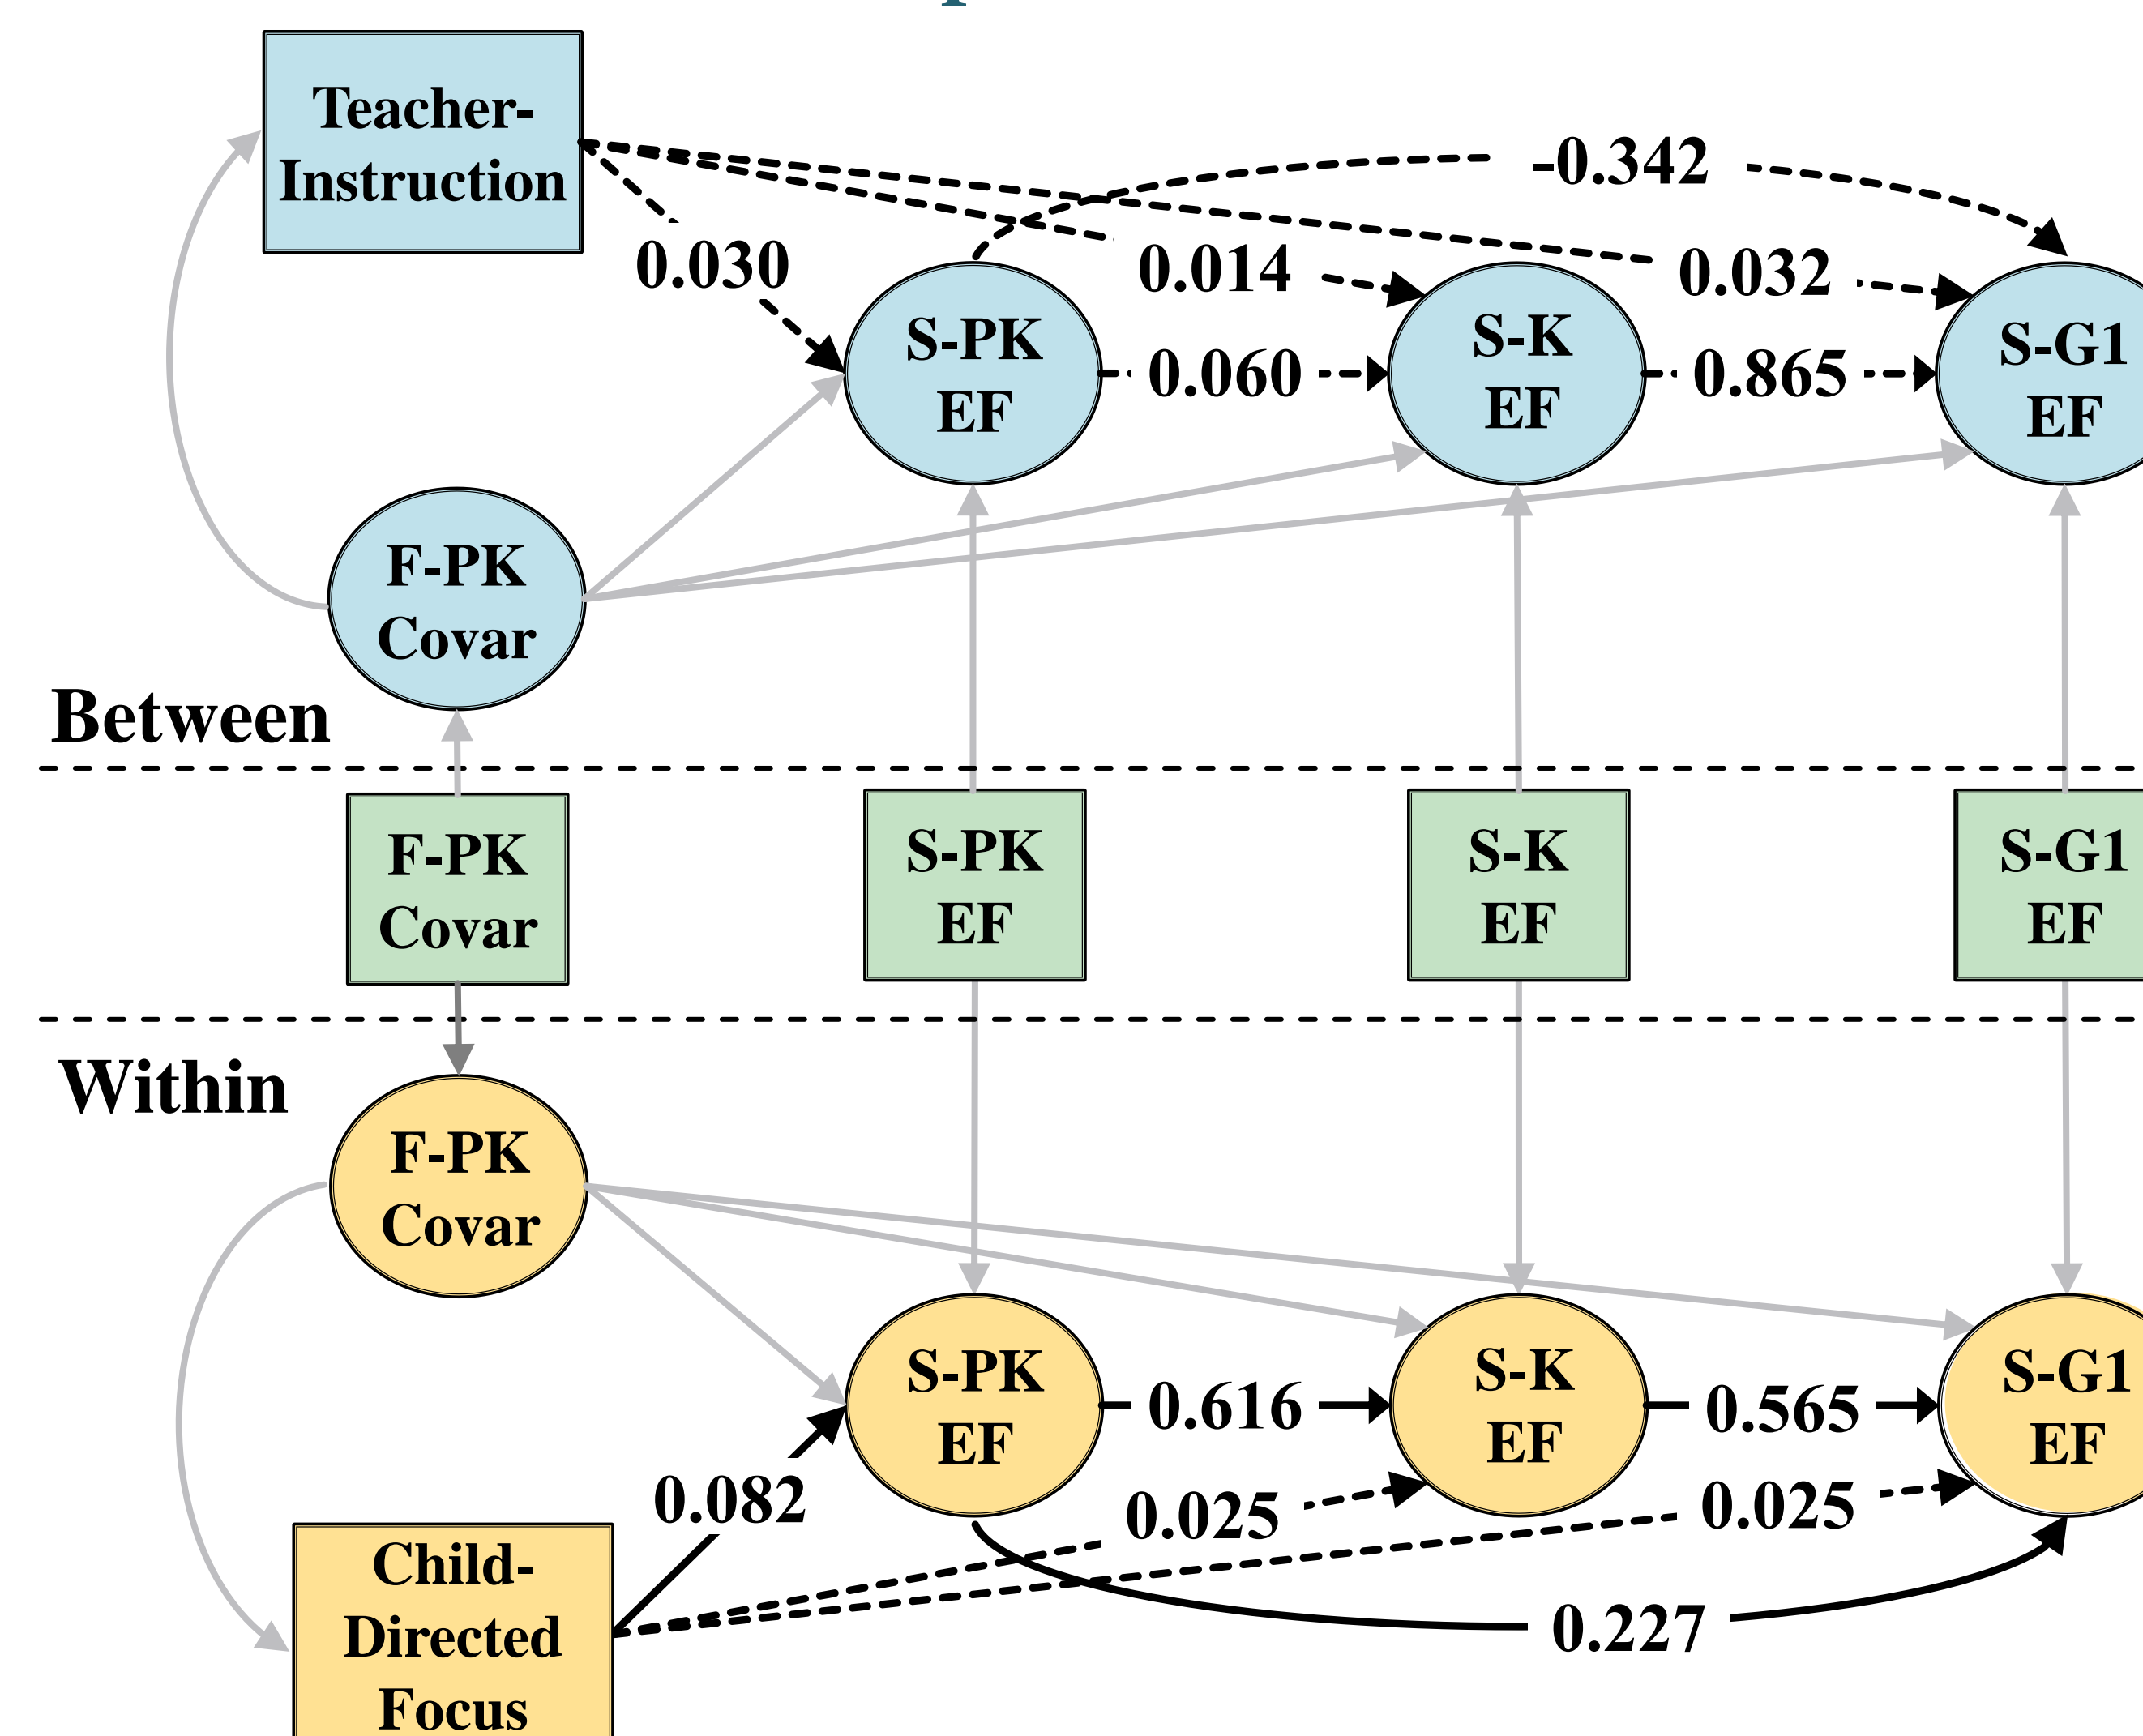 Teacher-
Instruction
-0.342
0.030
0.014
0.032
S-PK
EF
0.060
S-K
EF
0.865
S-G1
EF
F-PK
Covar
Between
F-PK
Covar
S-PK
EF
S-K
EF
S-G1
EF
Within
F-PK
Covar
S-PK
EF
0.616
S-K
EF
0.565
S-G1
EF
0.082
0.025
0.025
Child-
Directed
Focus
0.227